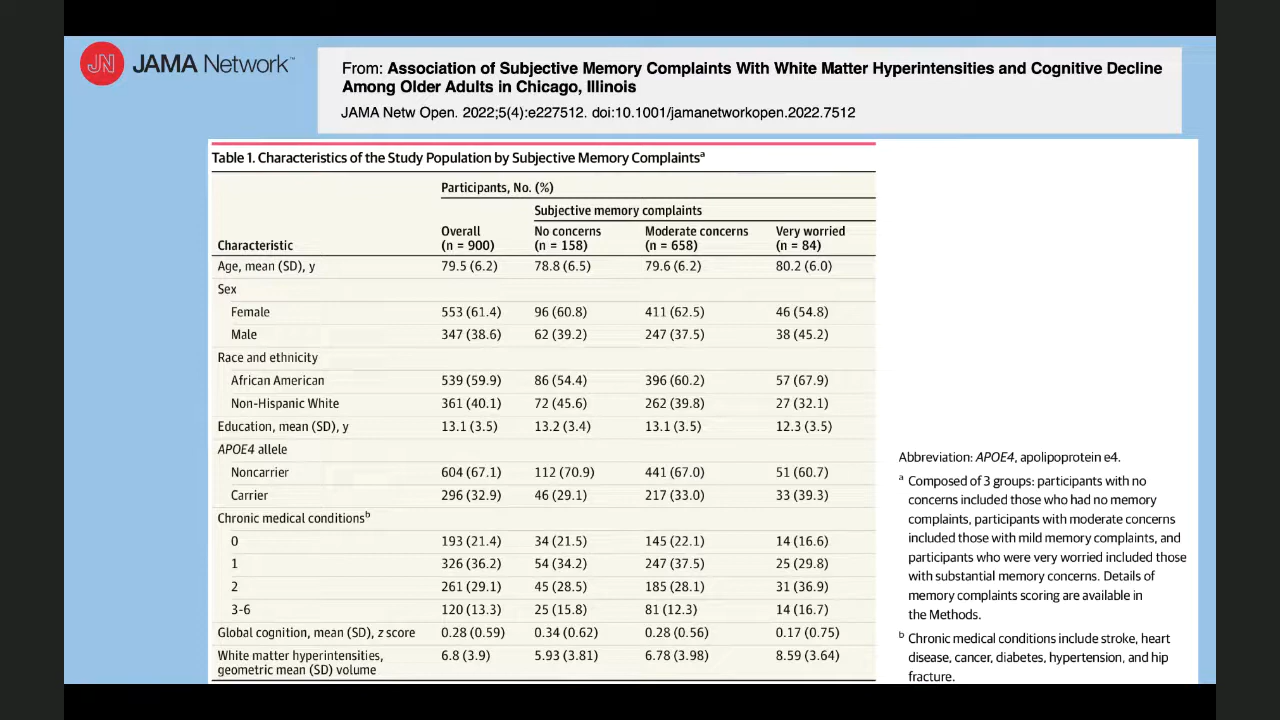 JN JAMA Network™
From: Association of Subjective Memory Complaints With White Matter Hyperintensities and Cognitive Decline
Among Older Adults in Chicago, Illinois
JAMA Netw Open. 2022;5(4):e227512. doi:10.1001/jamanetworkopen.2022.7512
Table 1. Characteristics of the Study Population by Subjective Memory Complaintsᵃ
Participants, No. (%)
Subjective memory complaints
Overall No concerns Moderate concerns Very worried
Characteristic (n = 900) (n = 158) (n = 658) (n = 84)
Age, mean (SD), y 79.5 (6.2) 78.8 (6.5) 79.6 (6.2) 80.2 (6.0)
Sex
Female 553 (61.4) 96 (60.8) 411 (62.5) 46 (54.8)
Male 347 (38.6) 62 (39.2) 247 (37.5) 38 (45.2)
Race and ethnicity
African American 539 (59.9) 86 (54.4) 396 (60.2) 57 (67.9)
Non-Hispanic White 361 (40.1) 72 (45.6) 262 (39.8) 27 (32.1)
Education, mean (SD), y 13.1 (3.5) 13.2 (3.4) 13.1 (3.5) 12.3 (3.5)
APOE4 allele
Noncarrier 604 (67.1) 112 (70.9) 441 (67.0) 51 (60.7)
Carrier 296 (32.9) 46 (29.1) 217 (33.0) 33 (39.3)
Chronic medical conditionsᵇ
0 193 (21.4) 34 (21.5) 145 (22.1) 14 (16.6)
1 326 (36.2) 54 (34.2) 247 (37.5) 25 (29.8)
2 261 (29.1) 45 (28.5) 185 (28.1) 31 (36.9)
3-6 120 (13.3) 25 (15.8) 81 (12.3) 14 (16.7)
Global cognition, mean (SD), z score 0.28 (0.59) 0.34 (0.62) 0.28 (0.56) 0.17 (0.75)
White matter hyperintensities, 6.8 (3.9) 5.93 (3.81) 6.78 (3.98) 8.59 (3.64)
geometric mean (SD) volume
Abbreviation: APOE4, apolipoprotein e4.
ᵃ Composed of 3 groups: participants with no
concerns included those who had no memory
complaints, participants with moderate concerns
included those with mild memory complaints, and
participants who were very worried included those
with substantial memory concerns. Details of
memory complaints scoring are available in
the Methods.
ᵇ Chronic medical conditions include stroke, heart
disease, cancer, diabetes, hypertension, and hip
fracture.